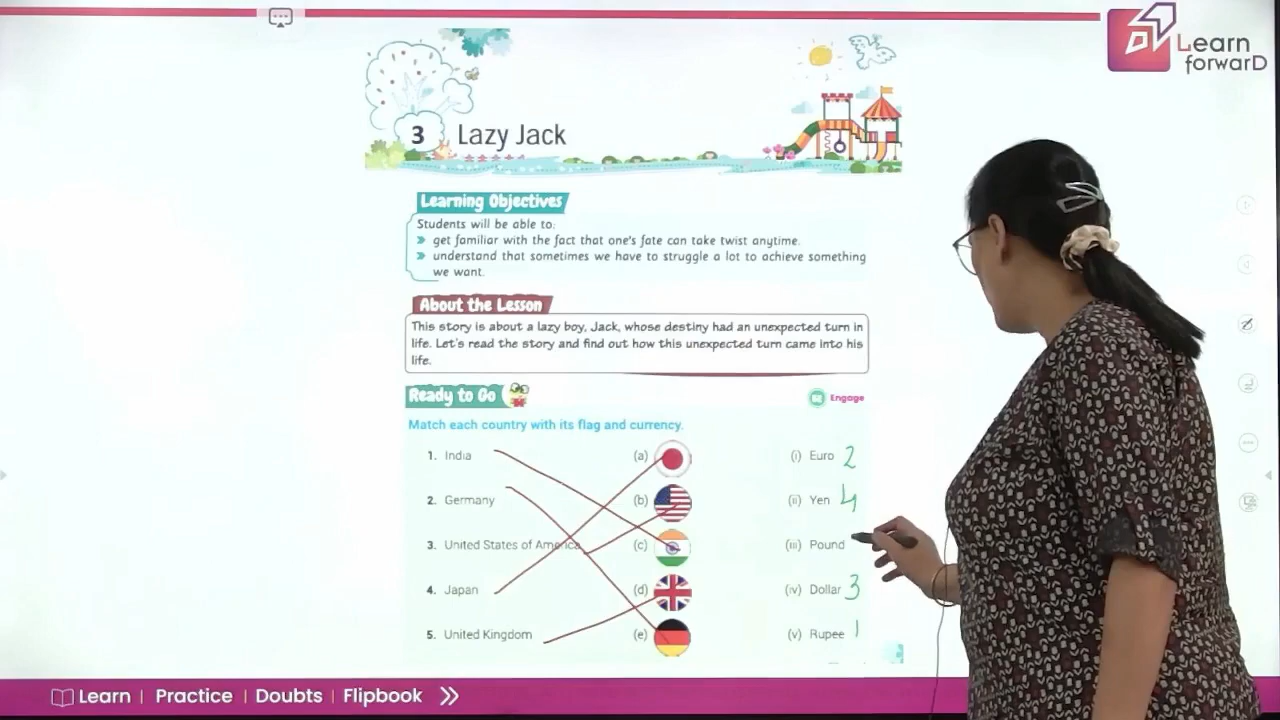 Learn
forwarD
3 Lazy Jack
Learning Objectives
Students will be able to:
get familiar with the fact that one's fate can take twist anytime.
understand that sometimes we have to struggle a lot to achieve something
we want.
About the Lesson
This story is about a lazy boy, Jack, whose destiny had an unexpected turn in
life. Let's read the story and find out how this unexpected turn came into his
life.
Ready to Go
Engage
Match each country with its flag and currency.
1. India (a) (i) Euro 2
2. Germany (b) (ii) Yen 4
3. United States of America (c) (iii) Pound
4. Japan (d) (iv) Dollar 3
5. United Kingdom (e) (v) Rupee 1
Learn | Practice | Doubts | Flipbook